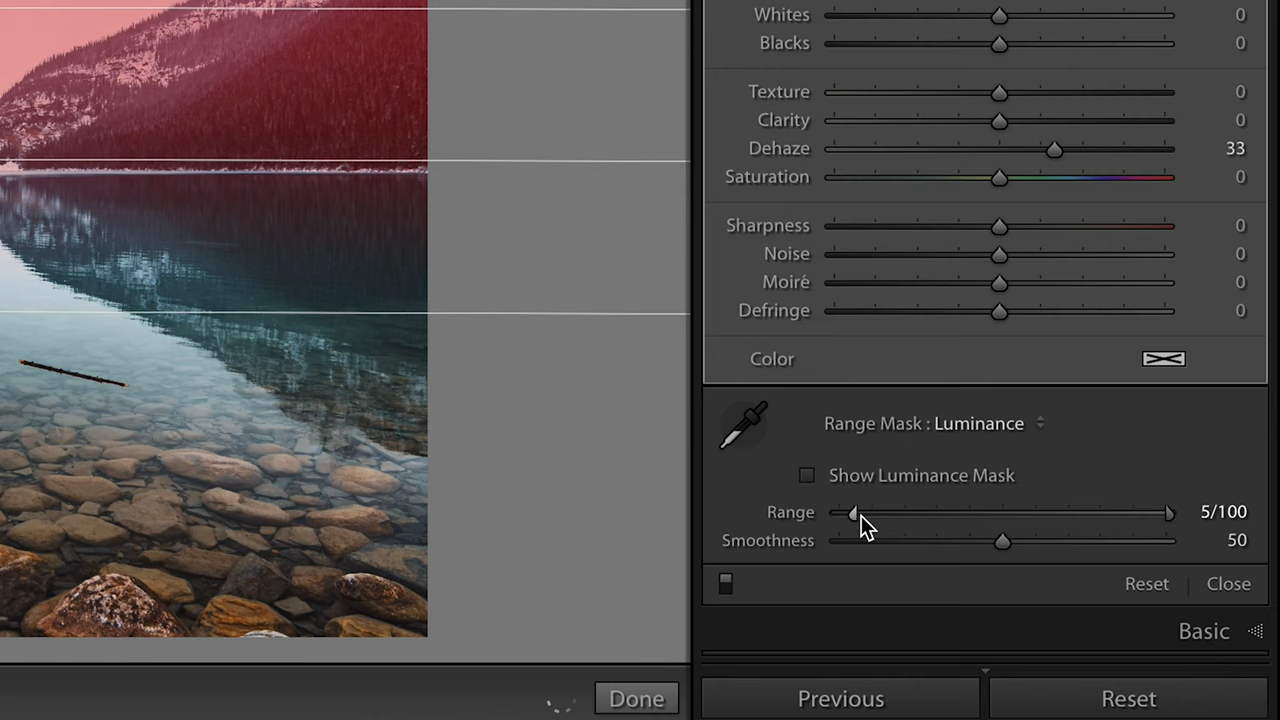 Whites 0
Blacks 0
Texture 0
Clarity 0
Dehaze 33
Saturation 0
Sharpness 0
Noise 0
Moiré 0
Defringe 0
Color
Range Mask : Luminance
Show Luminance Mask
Range 5/100
Smoothness 50
Reset Close
Basic
Done Previous Reset